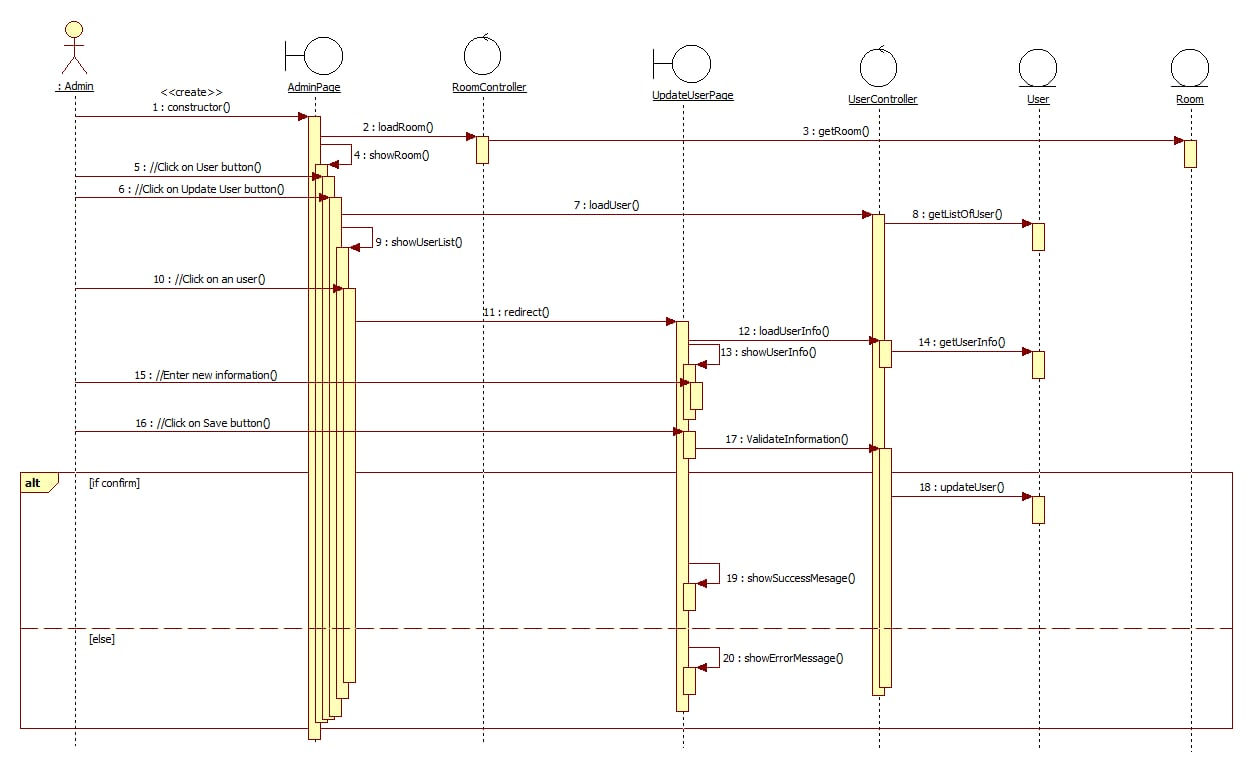 : Admin
AdminPage
RoomController
UpdateUserPage
UserController
User
Room
<<create>>
1 : constructor()
2 : loadRoom()
3 : getRoom()
4 : showRoom()
5 : //Click on User button()
6 : //Click on Update User button()
7 : loadUser()
8 : getListOfUser()
9 : showUserList()
10 : //Click on an user()
11 : redirect()
12 : loadUserInfo()
13 : showUserInfo()
14 : getUserInfo()
15 : //Enter new information()
16 : //Click on Save button()
17 : ValidateInformation()
alt
[if confirm]
18 : updateUser()
19 : showSuccessMesage()
[else]
20 : showErrorMessage()